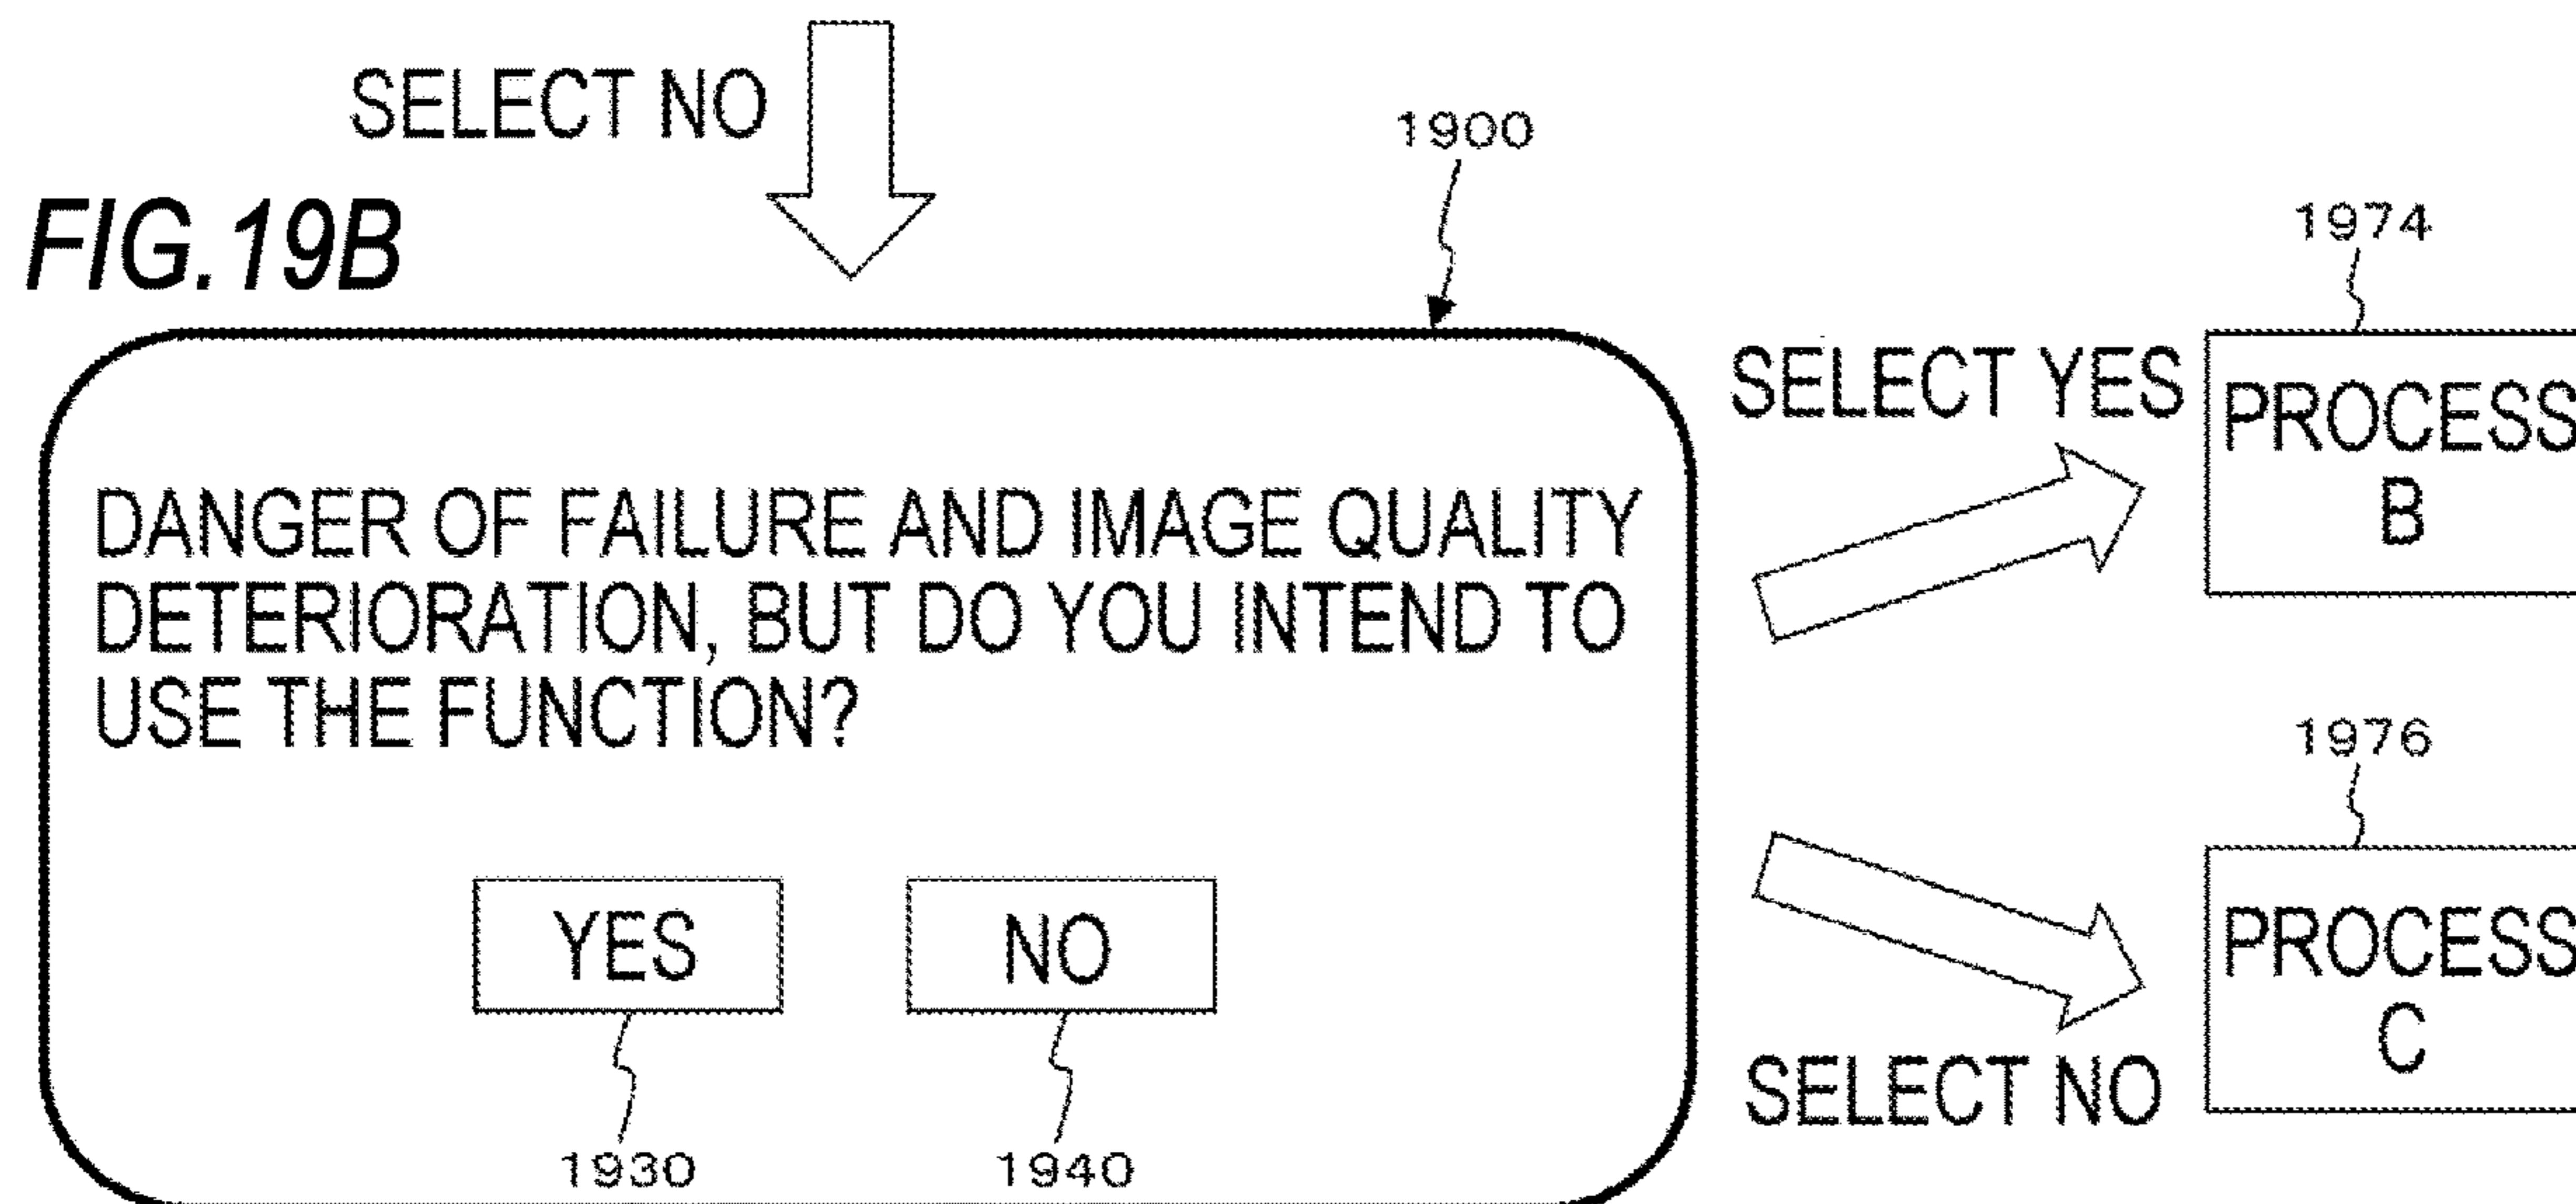 SELECT NO
1900
FIG.19B
1974
SELECT YES
PROCESS
B
DANGER OF FAILURE AND IMAGE QUALITY
DETERIORATION, BUT DO YOU INTEND TO
USE THE FUNCTION?
1976
YES
NO
PROCESS
C
SELECT NO
1930
1940